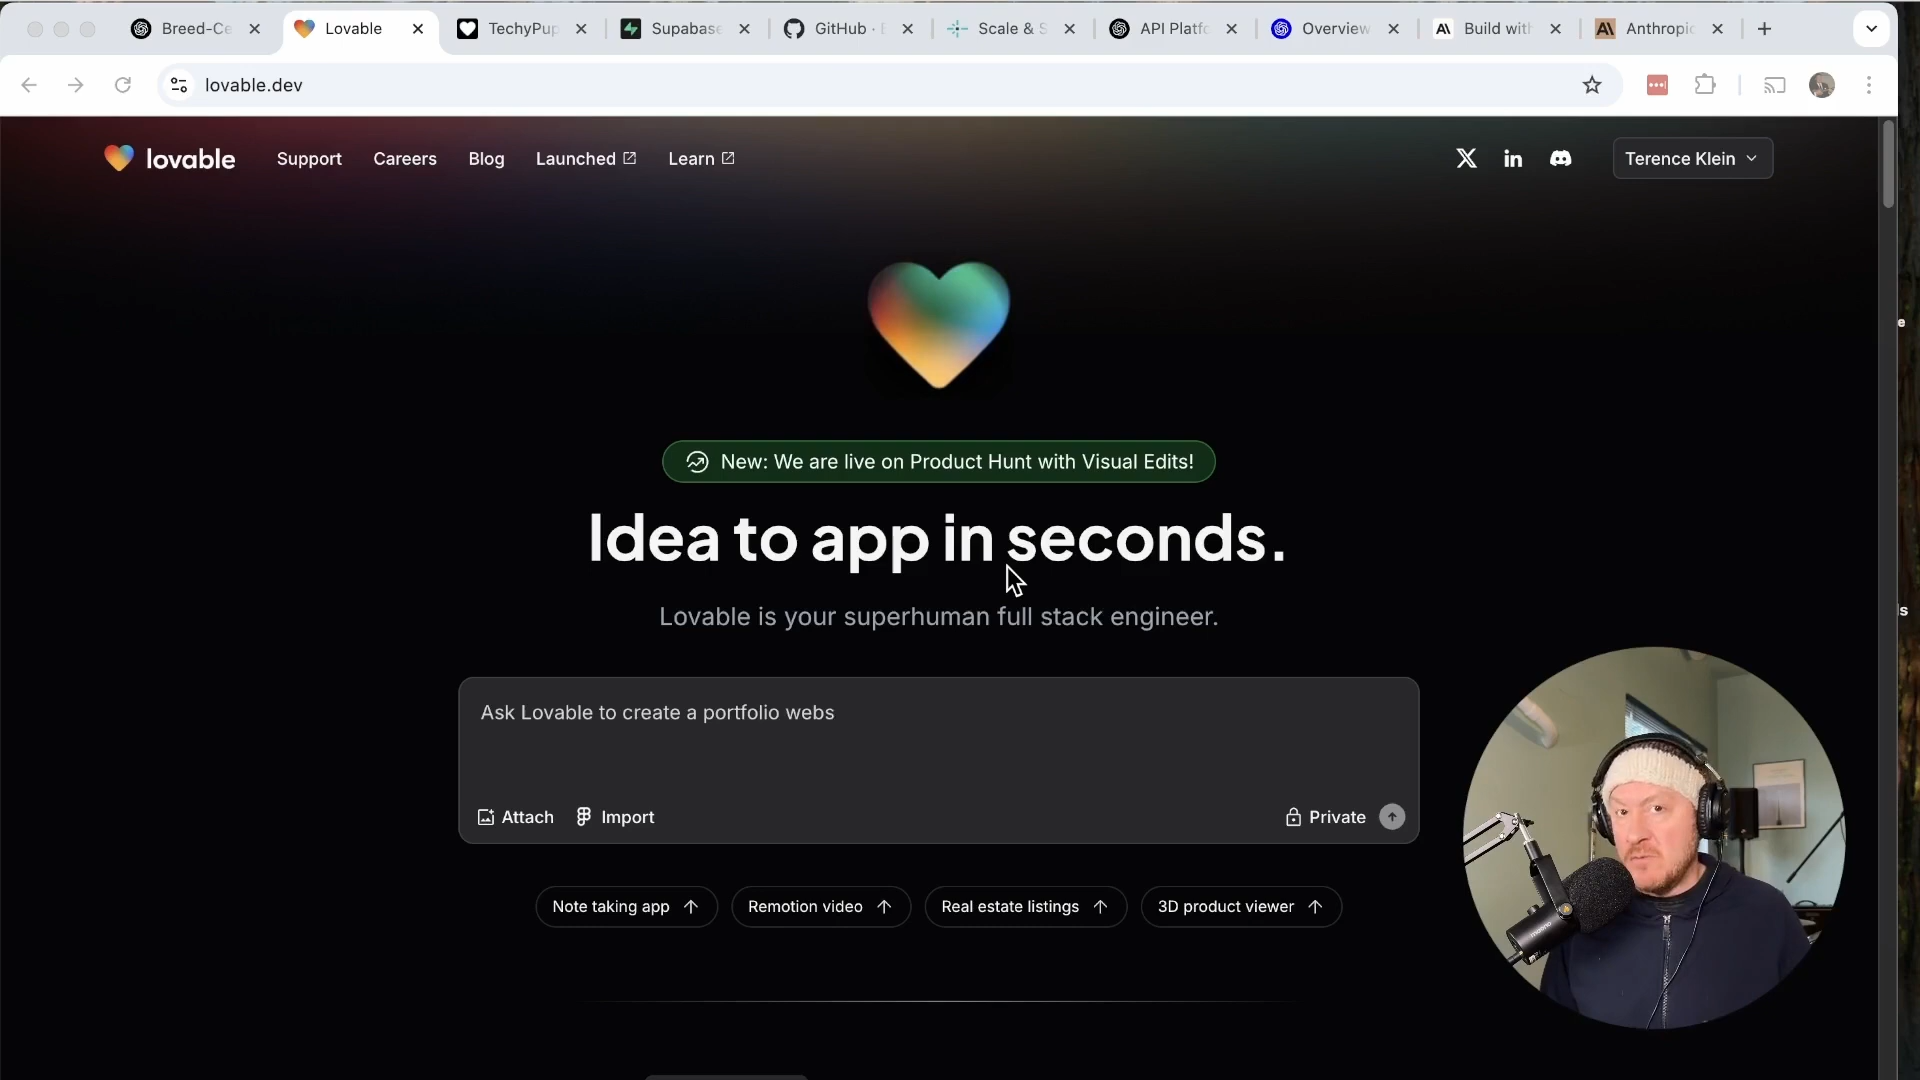 Breed-Ce
Lovable
TechyPup
Supabase
GitHub ·
Scale & S
API Platfo
Overview
Build with
Anthropic
lovable.dev
lovable
Support
Careers
Blog
Launched
Learn
Terence Klein
New: We are live on Product Hunt with Visual Edits!
Idea to app in seconds.
Lovable is your superhuman full stack engineer.
Ask Lovable to create a portfolio webs
Attach
Import
Private
Note taking app
Remotion video
Real estate listings
3D product viewer